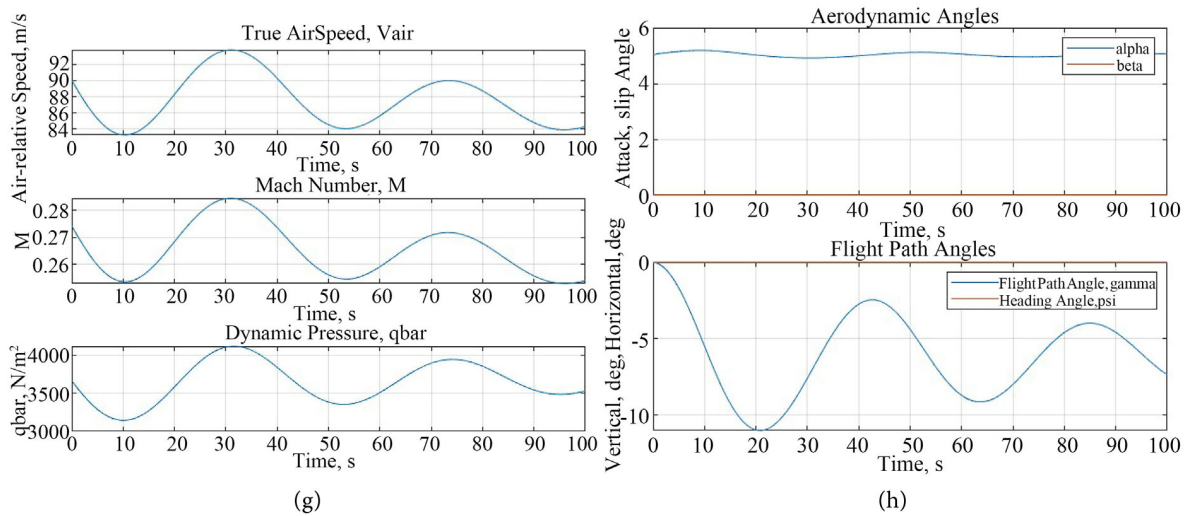 True AirSpeed, Vair
Air-relative Speed, m/s
92
90
88
86
84
0 10 20 30 40 50 60 70 80 90 100
Time, s
Mach Number, M
M
0.28
0.27
0.26
0 10 20 30 40 50 60 70 80 90 100
Time, s
Dynamic Pressure, qbar
qbar, N/m²
4000
3500
3000
0 10 20 30 40 50 60 70 80 90 100
Time, s
(g)
Aerodynamic Angles
Attack, slip Angle
6
4
2
0
alpha
beta
0 10 20 30 40 50 60 70 80 90 100
Time, s
Flight Path Angles
Vertical, deg, Horizontal, deg
0
-5
-10
Flight Path Angle, gamma
Heading Angle,psi
0 10 20 30 40 50 60 70 80 90 100
Time, s
(h)